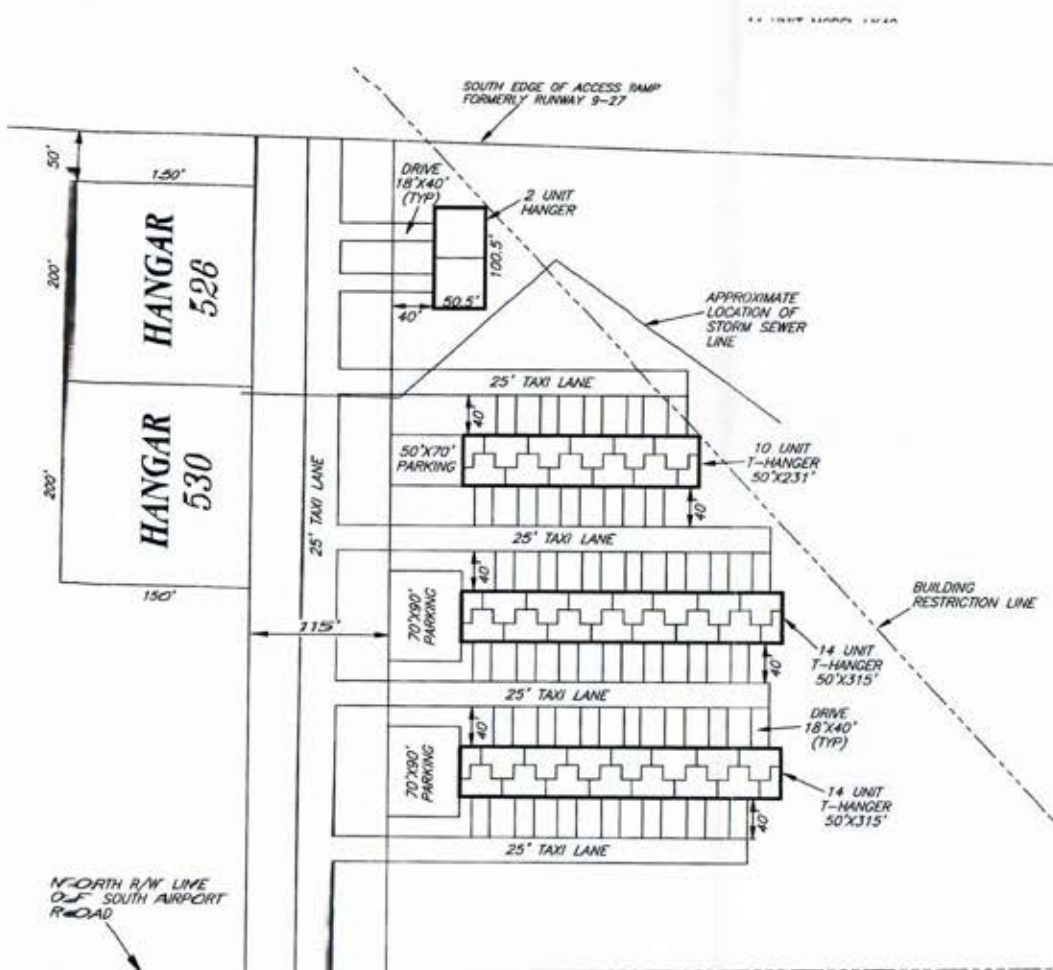 SOUTH EDGE OF ACCESS RAMP
FORMERLY RUNWAY 9-27
50'
150'
DRIVE
18'X40'
(TYP)
2 UNIT
HANGER
HANGAR
526
200'
100.5'
50.5'
40'
APPROXIMATE
LOCATION OF
STORM SEWER
LINE
25' TAXI LANE
40'
HANGAR
530
200'
150'
50'X70'
PARKING
10 UNIT
T-HANGER
50'X231'
40'
25' TAXI LANE
25' TAXI LANE
40'
BUILDING
RESTRICTION LINE
70'X90'
PARKING
115'
14 UNIT
T-HANGER
50'X315'
40'
25' TAXI LANE
40'
DRIVE
18'X40'
(TYP)
70'X90'
PARKING
14 UNIT
T-HANGER
50'X315'
40'
25' TAXI LANE
NORTH R/W LINE
OF SOUTH AIRPORT
ROAD